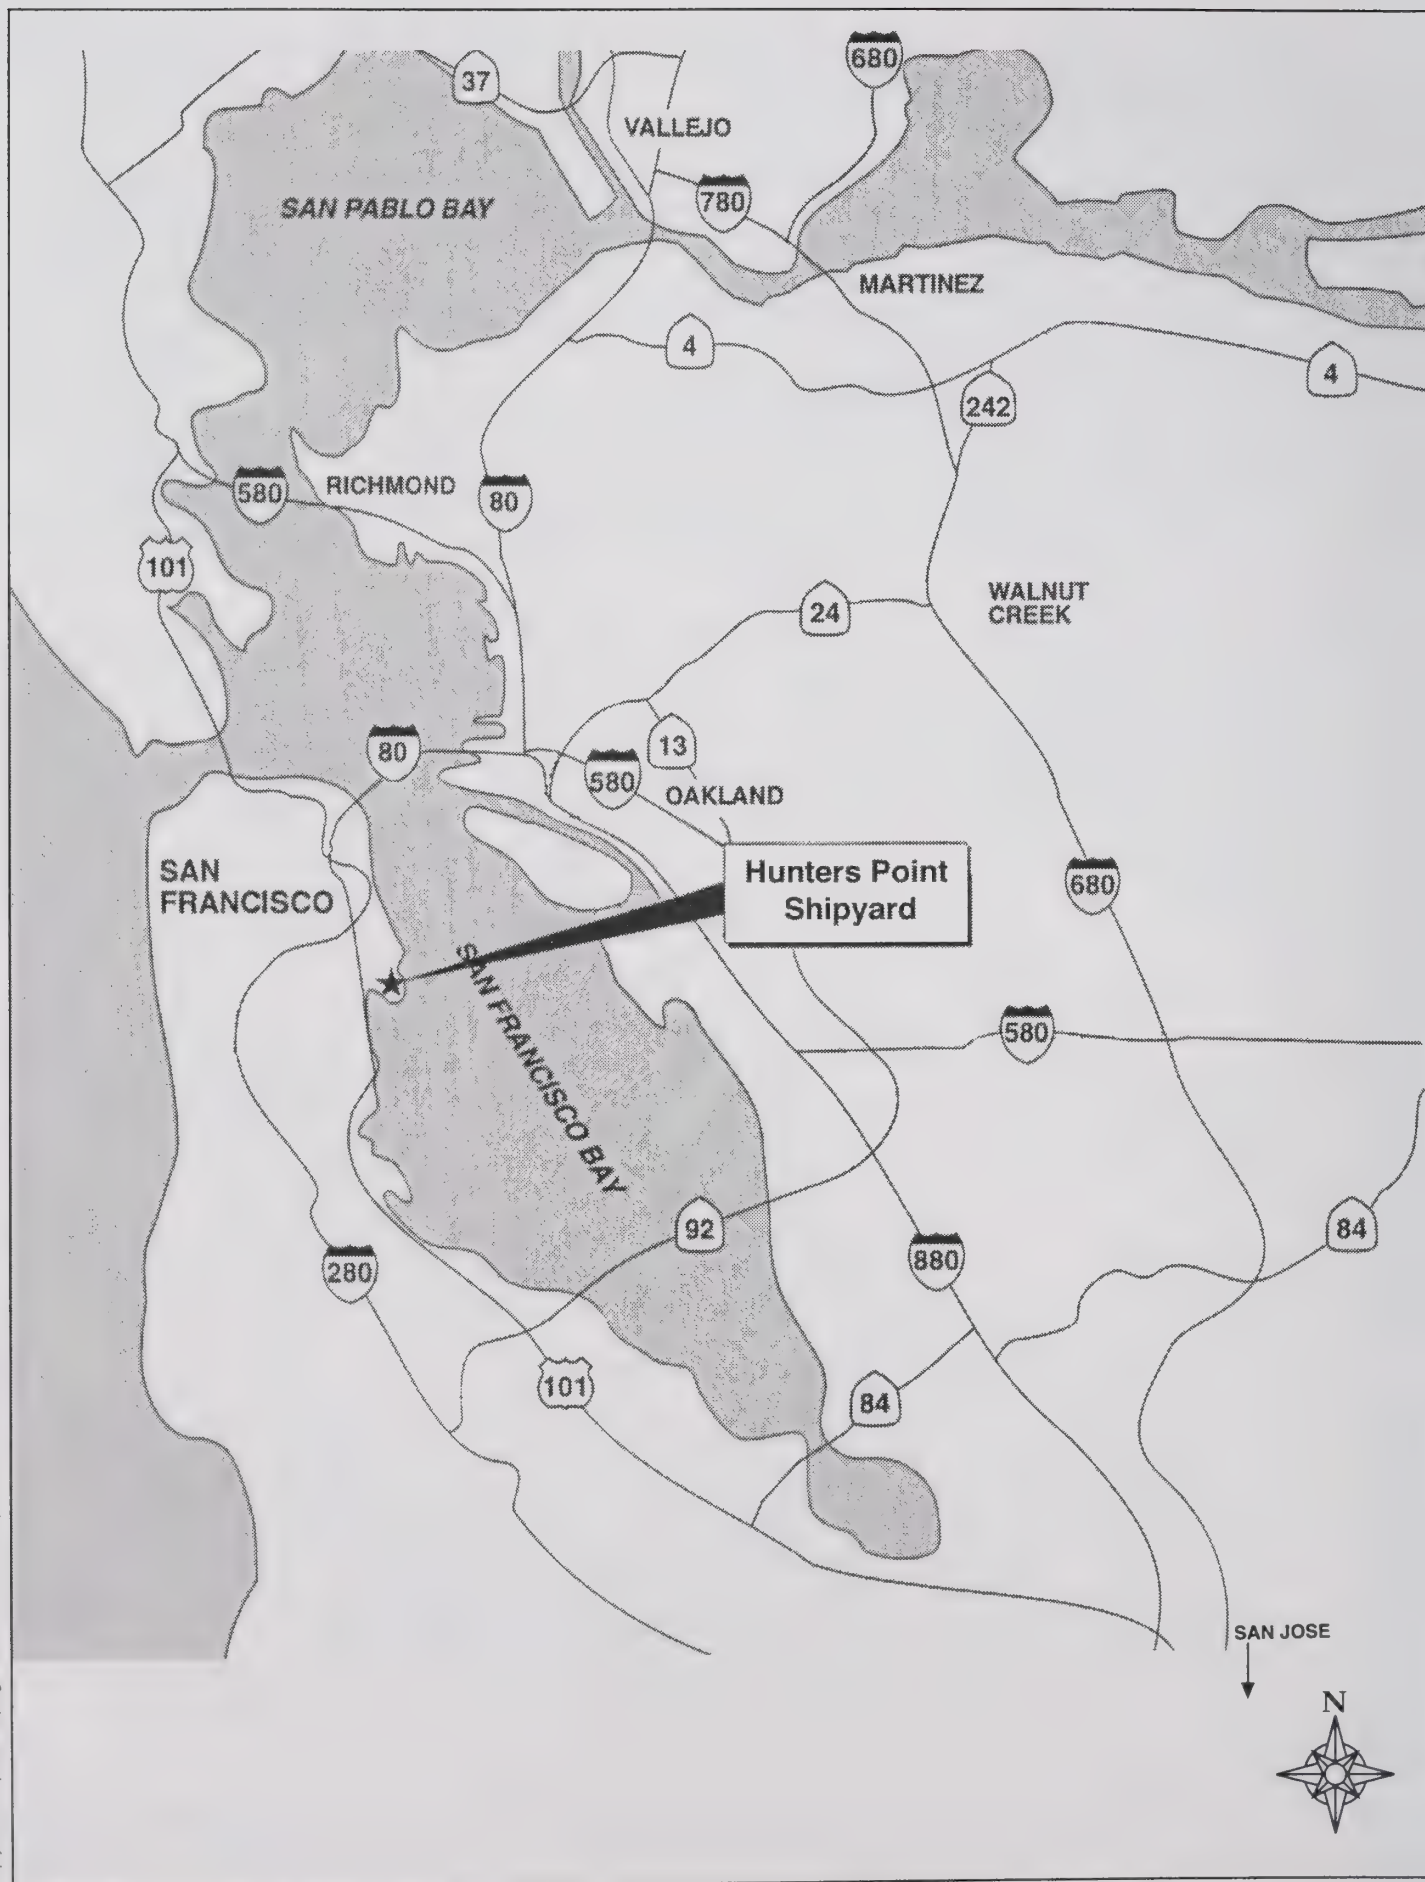 680
37
VALLEJO
780
SAN PABLO BAY
MARTINEZ
4
4
242
580
RICHMOND
80
101
WALNUT
CREEK
24
80
13
580
OAKLAND
SAN
FRANCISCO
Hunters Point
Shipyard
680
SAN FRANCISCO BAY
580
92
84
880
280
101
84
SAN JOSE
N